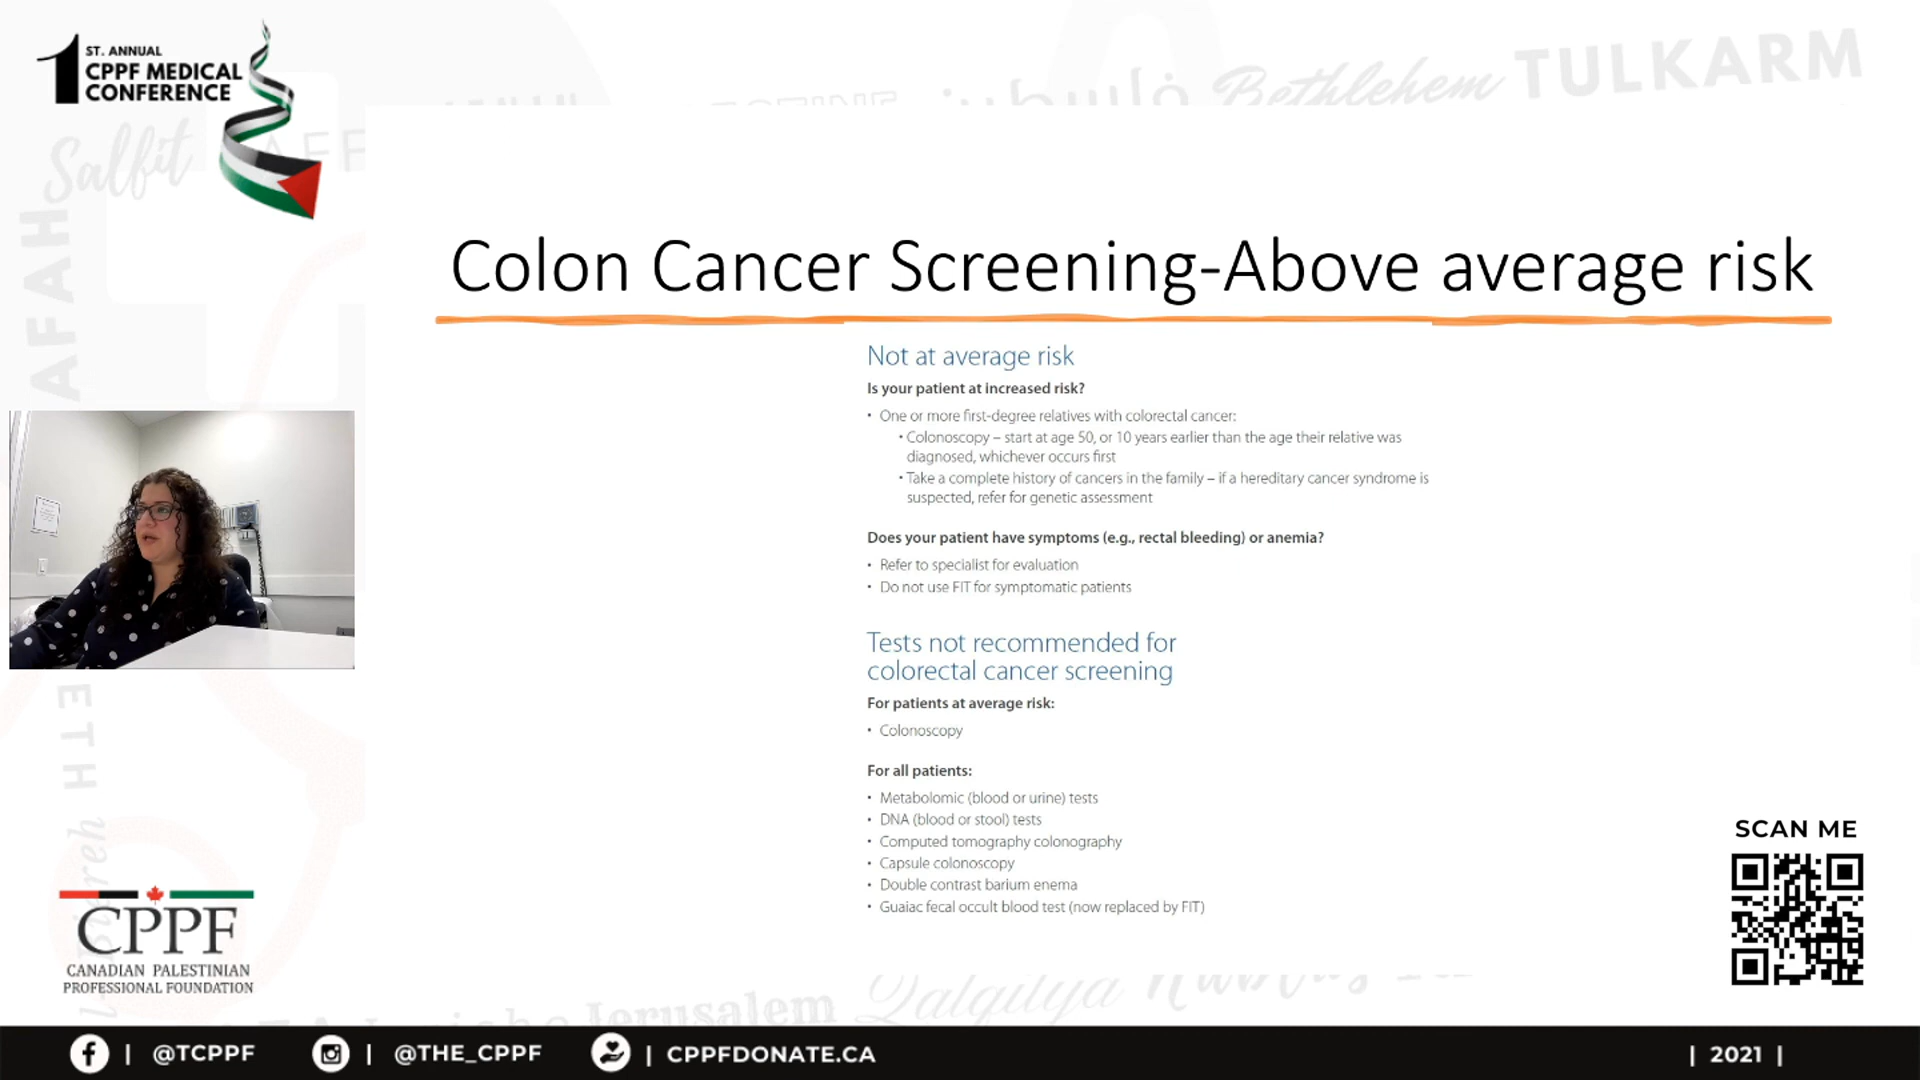 ST. ANNUAL
1 CPPF MEDICAL
CONFERENCE
فلسطين
Bethlehem
TULKARM
Salfit
AFAH
Colon Cancer Screening-Above average risk
Not at average risk
Is your patient at increased risk?
• One or more first-degree relatives with colorectal cancer:
• Colonoscopy – start at age 50, or 10 years earlier than the age their relative was
diagnosed, whichever occurs first
• Take a complete history of cancers in the family – if a hereditary cancer syndrome is
suspected, refer for genetic assessment
Does your patient have symptoms (e.g., rectal bleeding) or anemia?
• Refer to specialist for evaluation
• Do not use FIT for symptomatic patients
Tests not recommended for
colorectal cancer screening
For patients at average risk:
• Colonoscopy
For all patients:
• Metabolomic (blood or urine) tests
• DNA (blood or stool) tests
• Computed tomography colonography
• Capsule colonoscopy
• Double contrast barium enema
• Guaiac fecal occult blood test (now replaced by FIT)
SCAN ME
CPPF
CANADIAN PALESTINIAN
PROFESSIONAL FOUNDATION
Jerusalem
Qalqilya
| @TCPPF
| @THE_CPPF
| CPPFDONATE.CA
| 2021 |